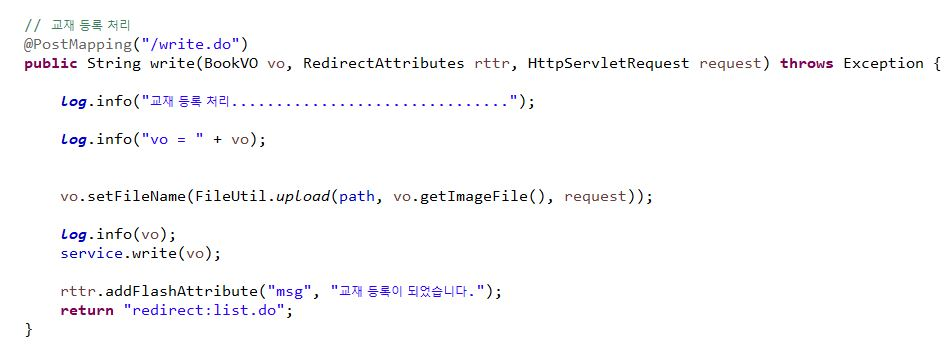 // 교재 등록 처리
@PostMapping("/write.do")
public String write(BookVO vo, RedirectAttributes rttr, HttpServletRequest request) throws Exception {
log.info("교재 등록 처리...............................");
log.info("vo = " + vo);
vo.setFileName(FileUtil.upload(path, vo.getImageFile(), request));
log.info(vo);
service.write(vo);
rttr.addFlashAttribute("msg", "교재 등록이 되었습니다.");
return "redirect:list.do";
}